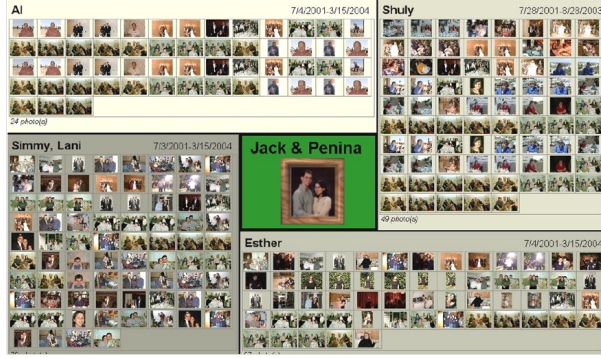 Al 7/4/2001-3/15/2004
24 photo(s)
Shuly 7/28/2001-8/28/2003
49 photo(s)
Simmy, Lani 7/3/2001-3/15/2004
Jack & Penina
Esther 7/4/2001-3/15/2004